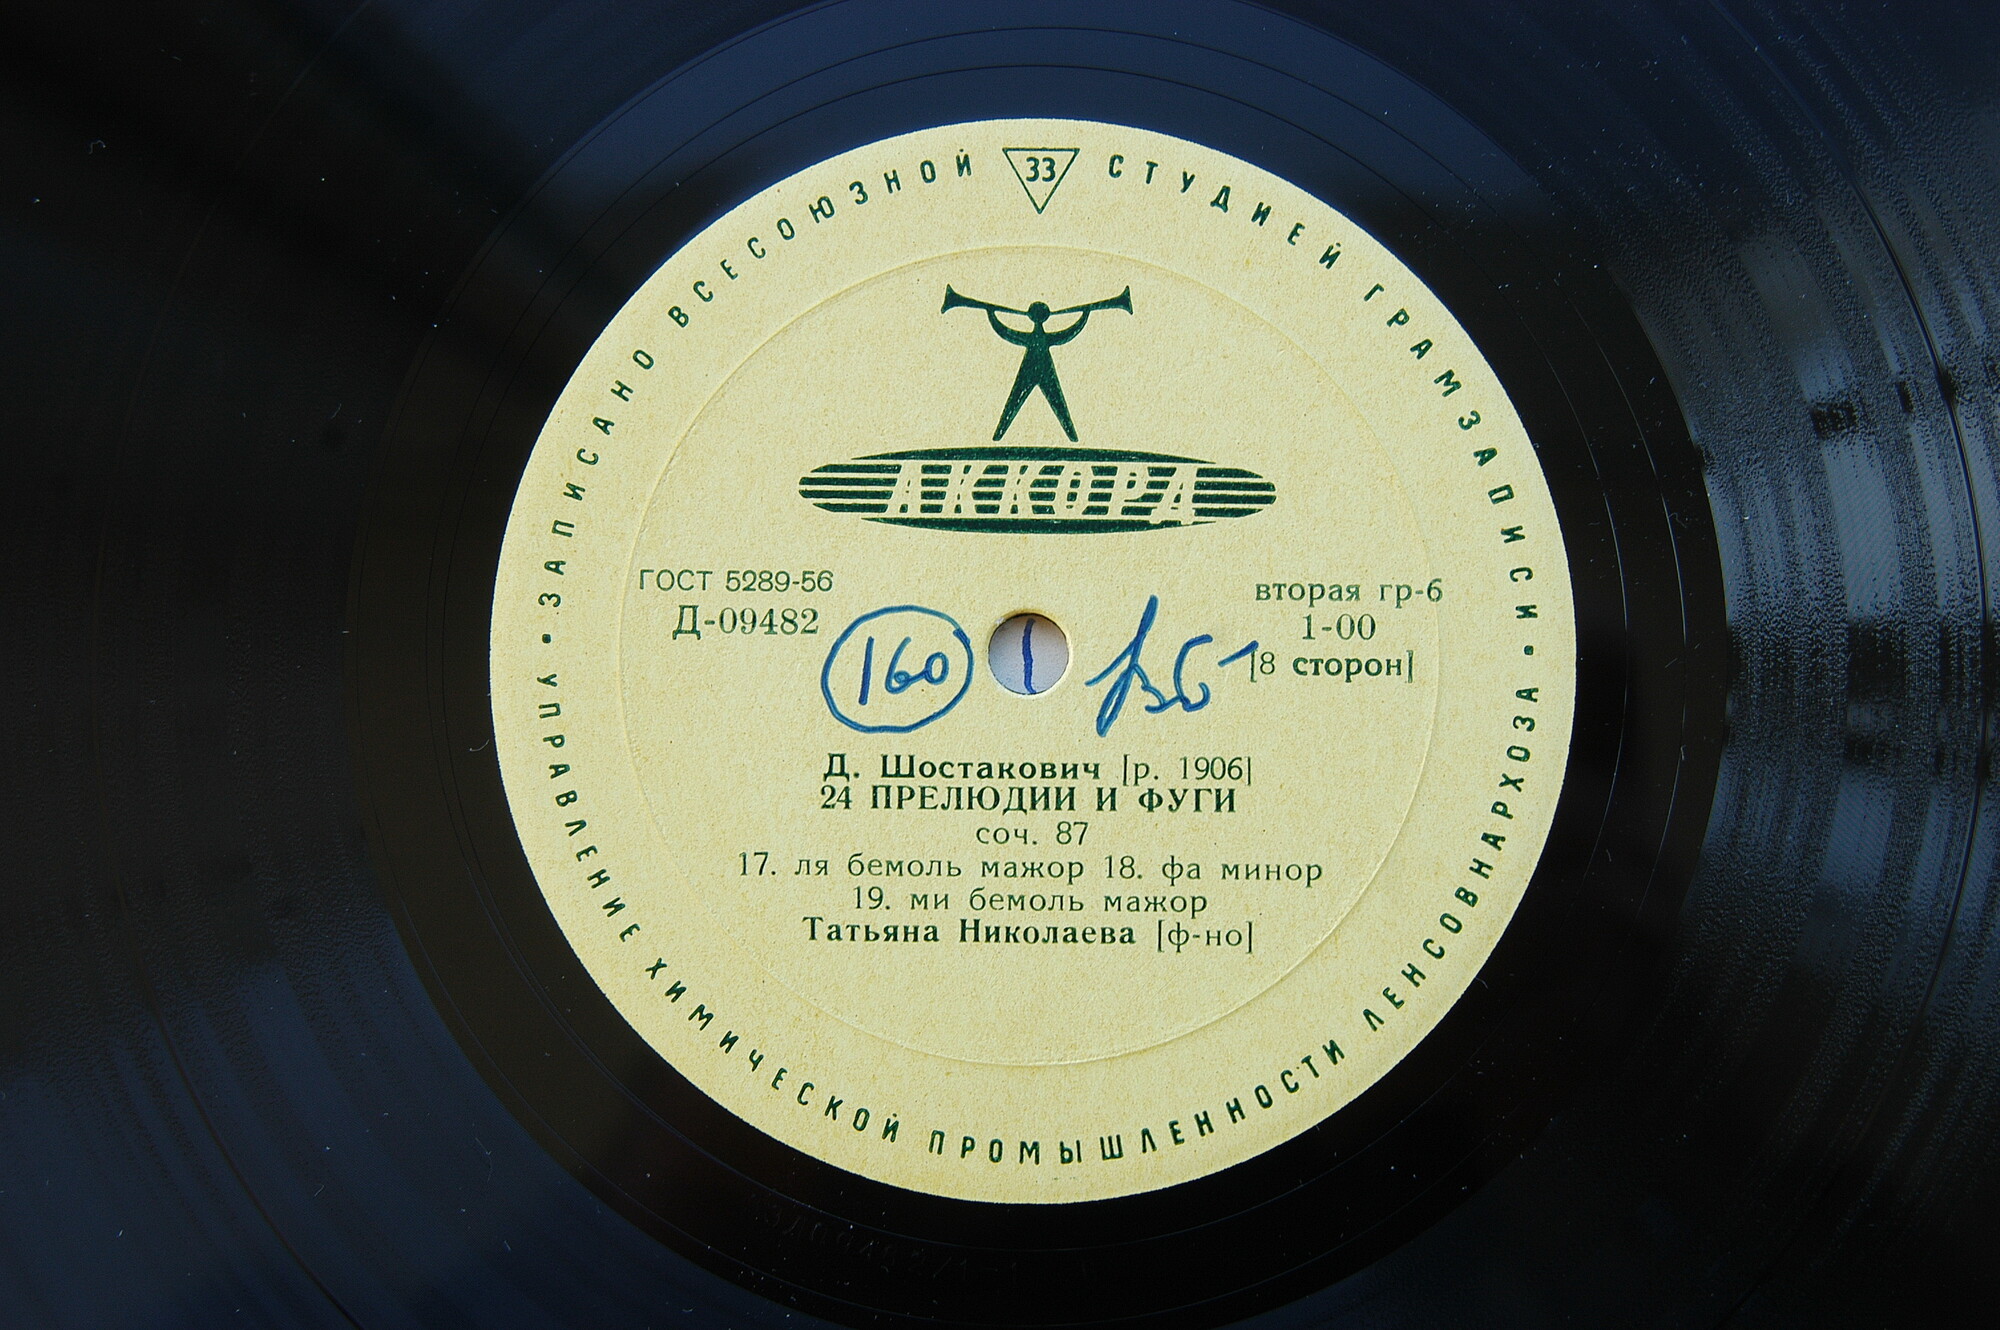 ЗАПИСАНО ВСЕСОЮЗНОЙ СТУДИЕЙ ГРАМЗАПИСИ
33
АККОРД
ГОСТ 5289-56
Д-09482
вторая гр-6
1-00
[8 сторон]
160
Д. Шостакович [р. 1906]
24 ПРЕЛЮДИИ И ФУГИ
соч. 87
17. ля бемоль мажор 18. фа минор
19. ми бемоль мажор
Татьяна Николаева [ф-но]
УПРАВЛЕНИЕ ХИМИЧЕСКОЙ ПРОМЫШЛЕННОСТИ ЛЕНСОВНАРХОЗА